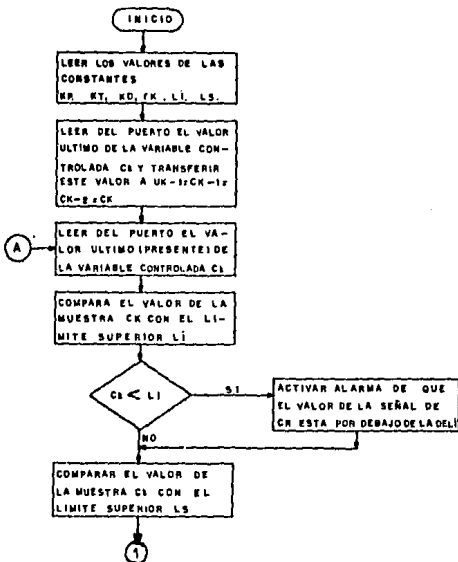 INICIO
LEER LOS VALORES DE LAS
CONSTANTES
KR, KT, KD, rK, LI, LS.
LEER DEL PUERTO EL VALOR
ULTIMO DE LA VARIABLE CON-
TROLADA Ck Y TRANSFERIR
ESTE VALOR A UK-1=CK-1=
CK-2=CK
A
LEER DEL PUERTO EL VA-
LOR ULTIMO (PRESENTE) DE
LA VARIABLE CONTROLADA Ck
COMPARA EL VALOR DE LA
MUESTRA CK CON EL LI-
MITE SUPERIOR LI
Ck < LI
SI
ACTIVAR ALARMA DE QUE
EL VALOR DE LA SEÑAL DE
CR ESTA POR DEBAJO DE LA DE LI
NO
COMPARAR EL VALOR DE
LA MUESTRA Ck CON EL
LIMITE SUPERIOR LS
1